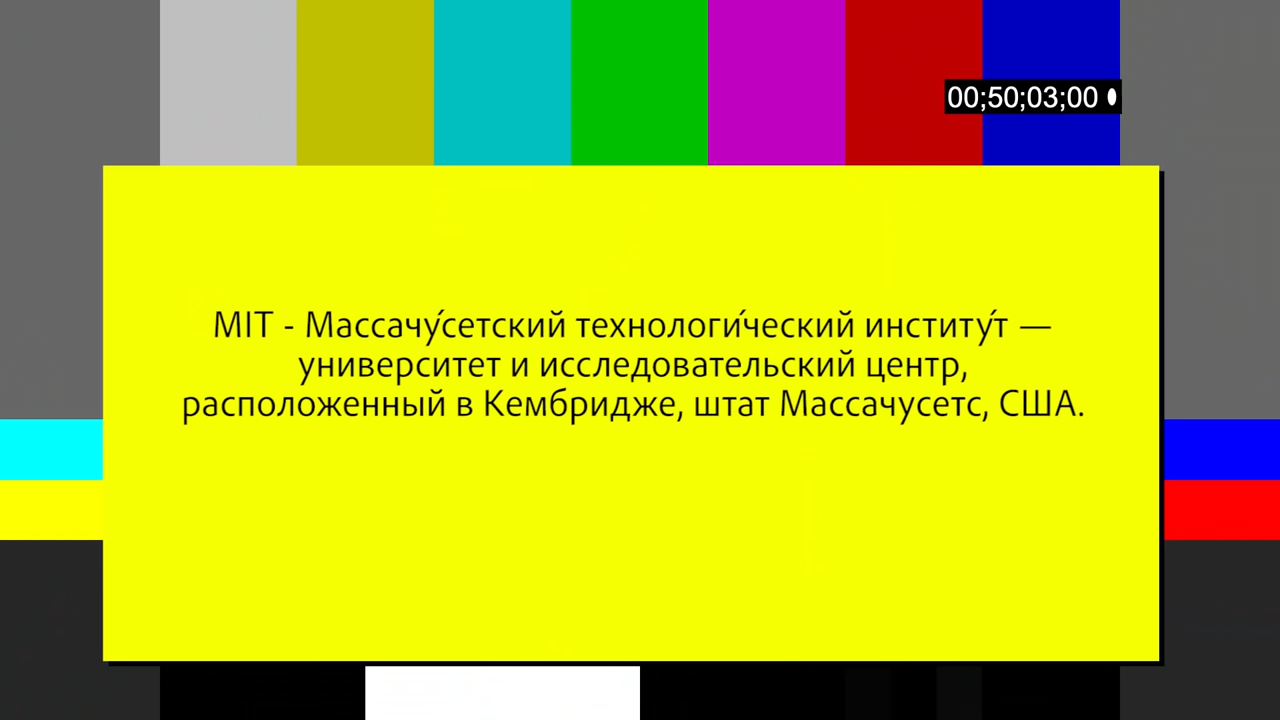 00;50;03;00
MIT - Массачу́сетский технологи́ческий институ́т —
университет и исследовательский центр,
расположенный в Кембридже, штат Массачусетс, США.